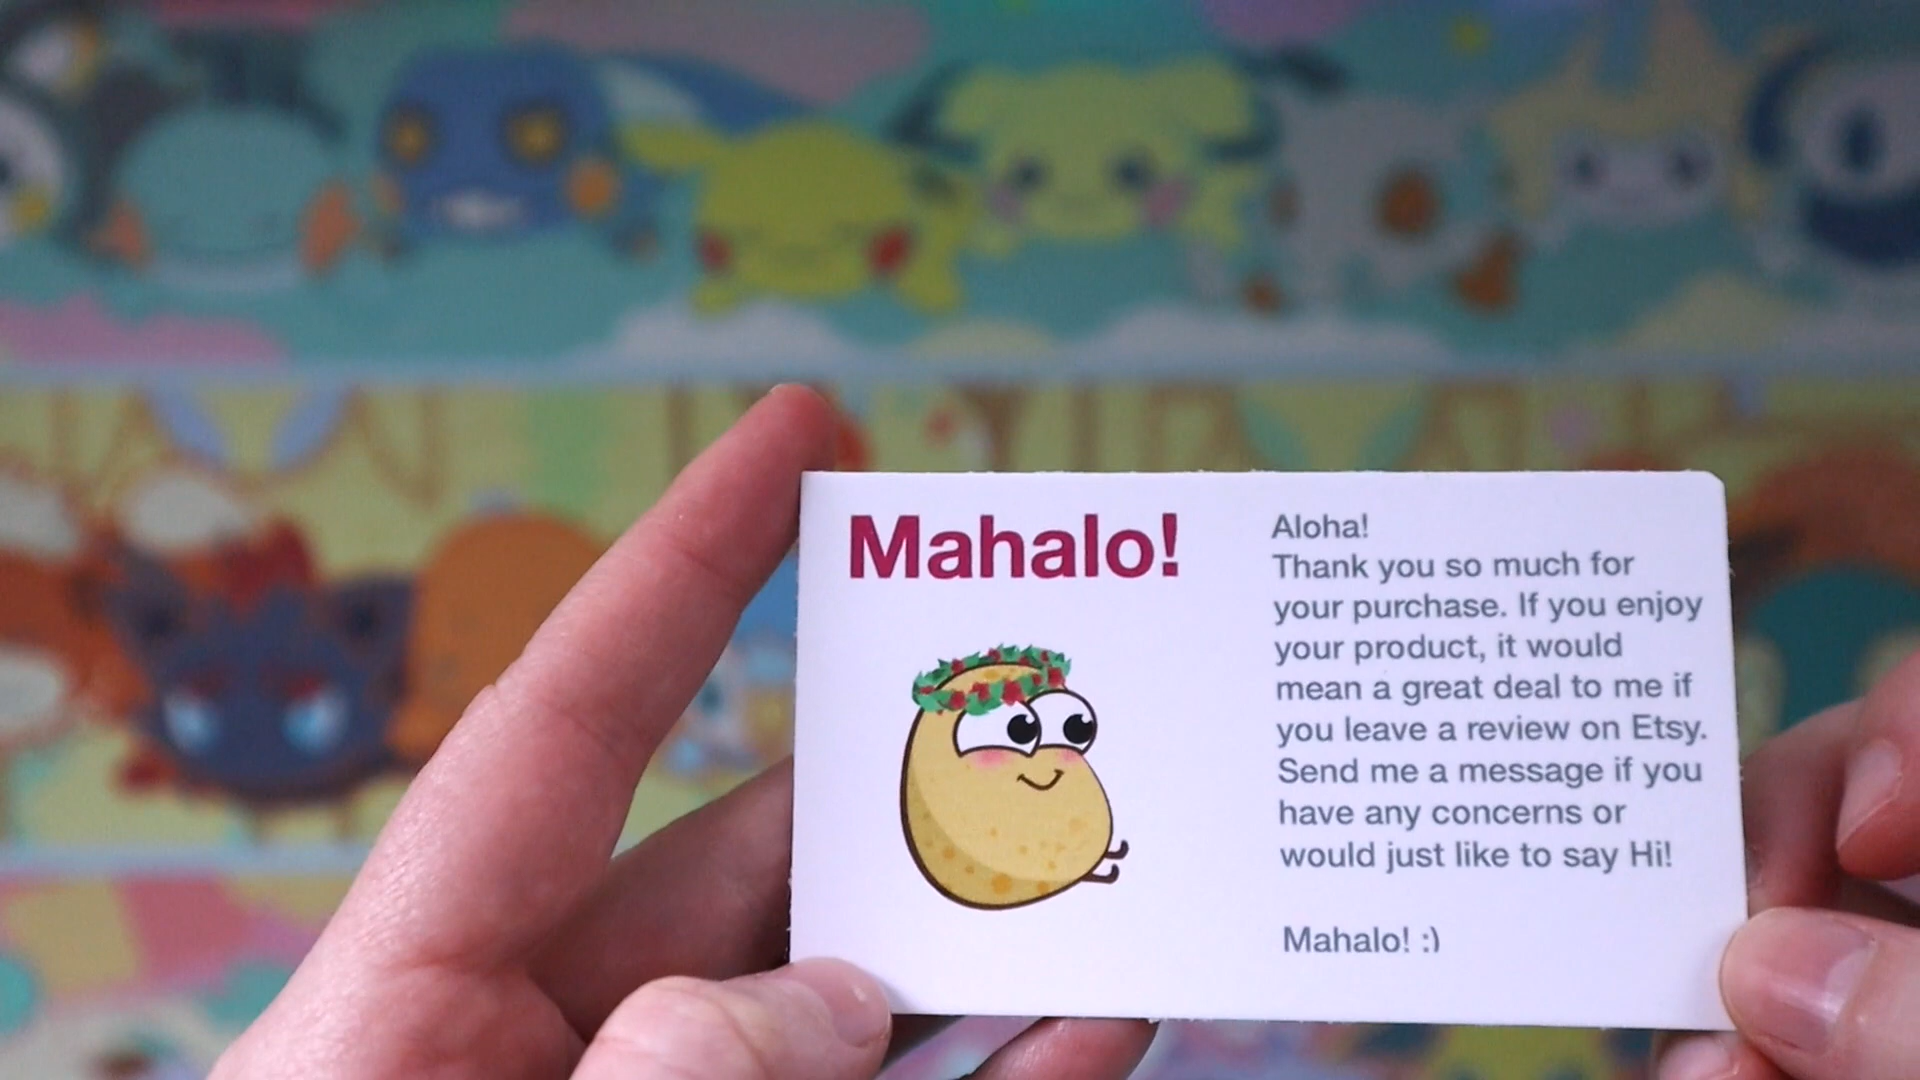 Mahalo!
Aloha!
Thank you so much for
your purchase. If you enjoy
your product, it would
mean a great deal to me if
you leave a review on Etsy.
Send me a message if you
have any concerns or
would just like to say Hi!
Mahalo! :)